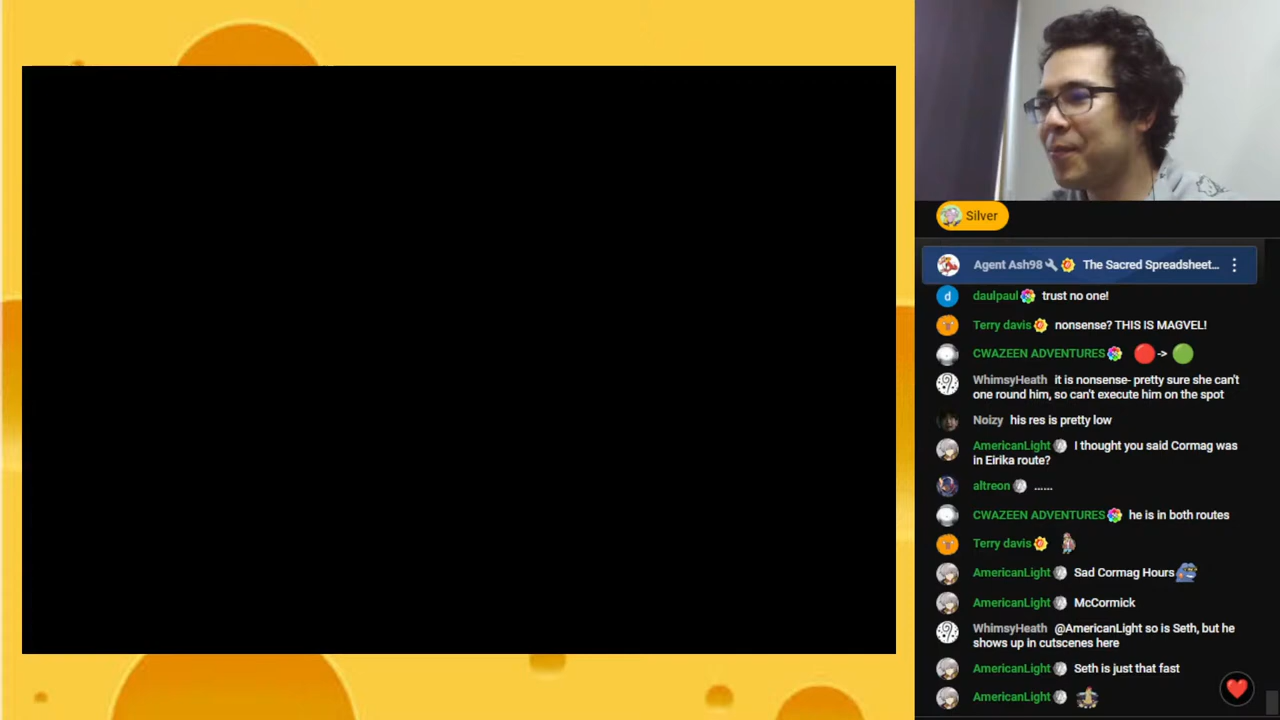 Silver
Agent Ash98 The Sacred Spreadsheet...
d daulpaul trust no one!
Terry davis nonsense? THIS IS MAGVEL!
CWAZEEN ADVENTURES ->
WhimsyHeath it is nonsense- pretty sure she can't
one round him, so can't execute him on the spot
Noizy his res is pretty low
AmericanLight I thought you said Cormag was
in Eirika route?
altreon ......
CWAZEEN ADVENTURES he is in both routes
Terry davis
AmericanLight Sad Cormag Hours
AmericanLight McCormick
WhimsyHeath @AmericanLight so is Seth, but he
shows up in cutscenes here
AmericanLight Seth is just that fast
AmericanLight